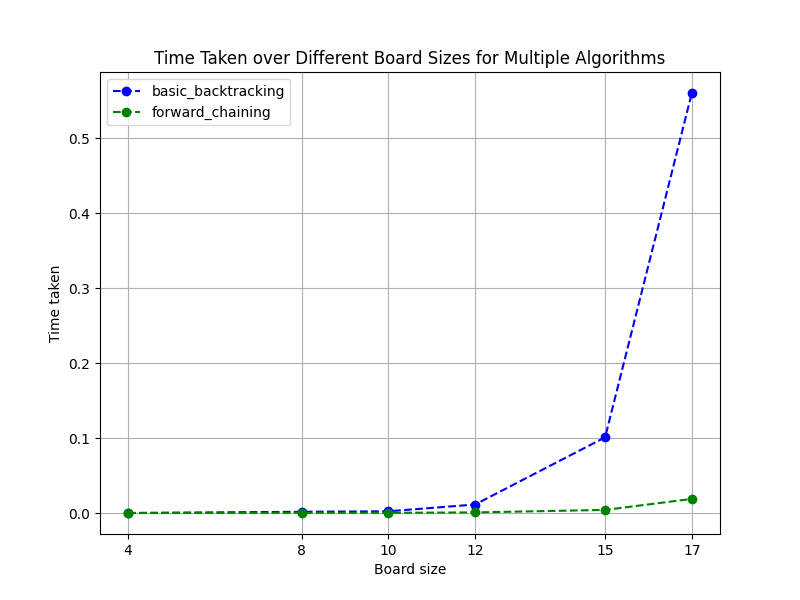 Time Taken over Different Board Sizes for Multiple Algorithms
basic_backtracking
forward_chaining
0.5
0.4
0.3
0.2
0.1
0.0
Time taken
4 8 10 12 15 17
Board size